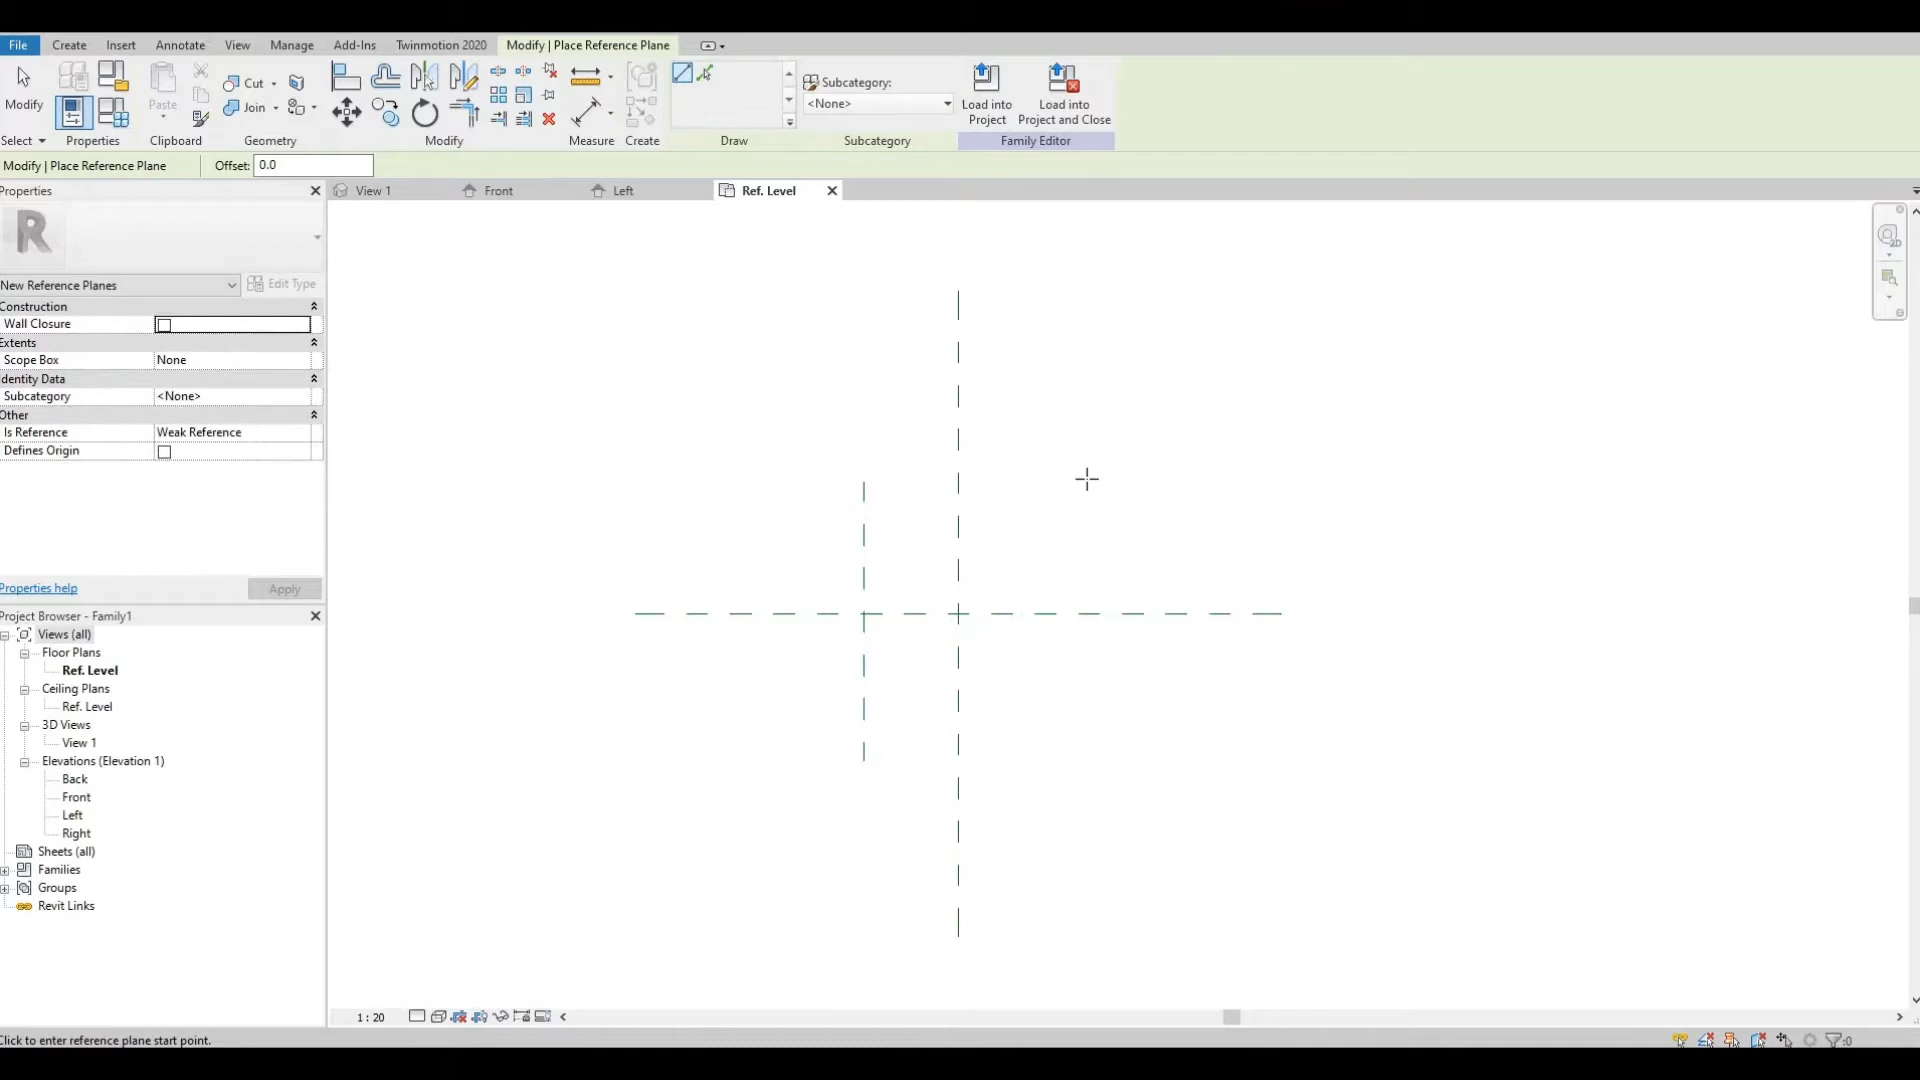 File Create Insert Annotate View Manage Add-Ins Twinmotion 2020 Modify | Place Reference Plane
Modify Paste Cut Join Subcategory: <None> Load into Project Load into Project and Close
Select Properties Clipboard Geometry Modify Measure Create Draw Subcategory Family Editor
Modify | Place Reference Plane Offset: 0.0
Properties View 1 Front Left Ref. Level
R
New Reference Planes Edit Type
Construction
Wall Closure
Extents
Scope Box None
Identity Data
Subcategory <None>
Other
Is Reference Weak Reference
Defines Origin
Properties help Apply
Project Browser - Family1
Views (all)
Floor Plans
Ref. Level
Ceiling Plans
Ref. Level
3D Views
View 1
Elevations (Elevation 1)
Back
Front
Left
Right
Sheets (all)
Families
Groups
Revit Links
1 : 20
Click to enter reference plane start point.
:0
2D